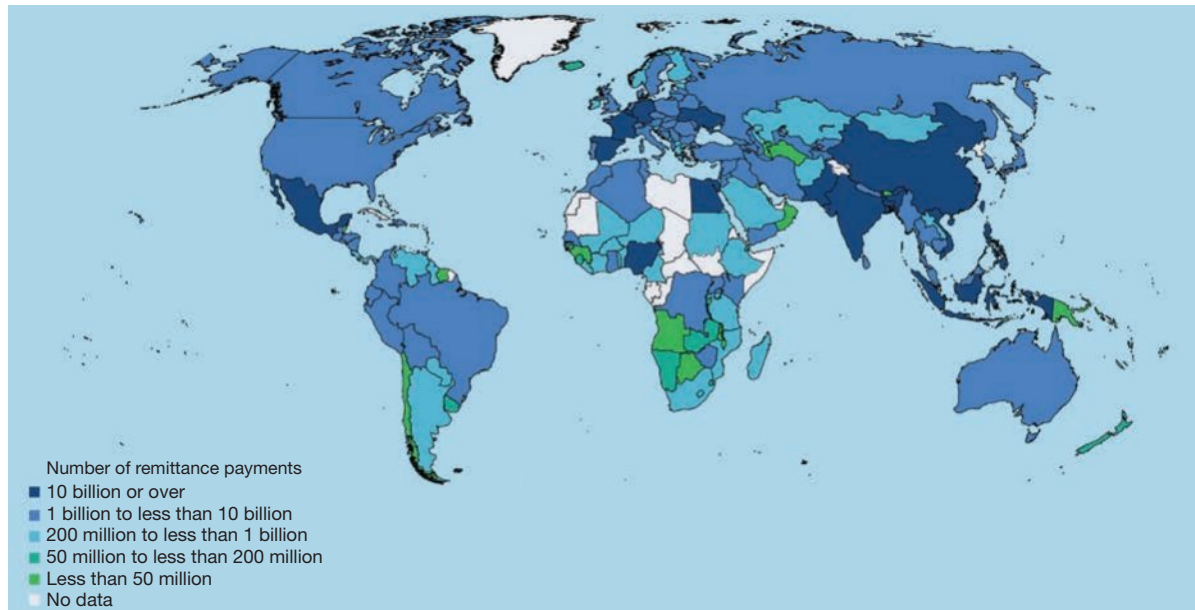 Number of remittance payments
10 billion or over
1 billion to less than 10 billion
200 million to less than 1 billion
50 million to less than 200 million
Less than 50 million
No data